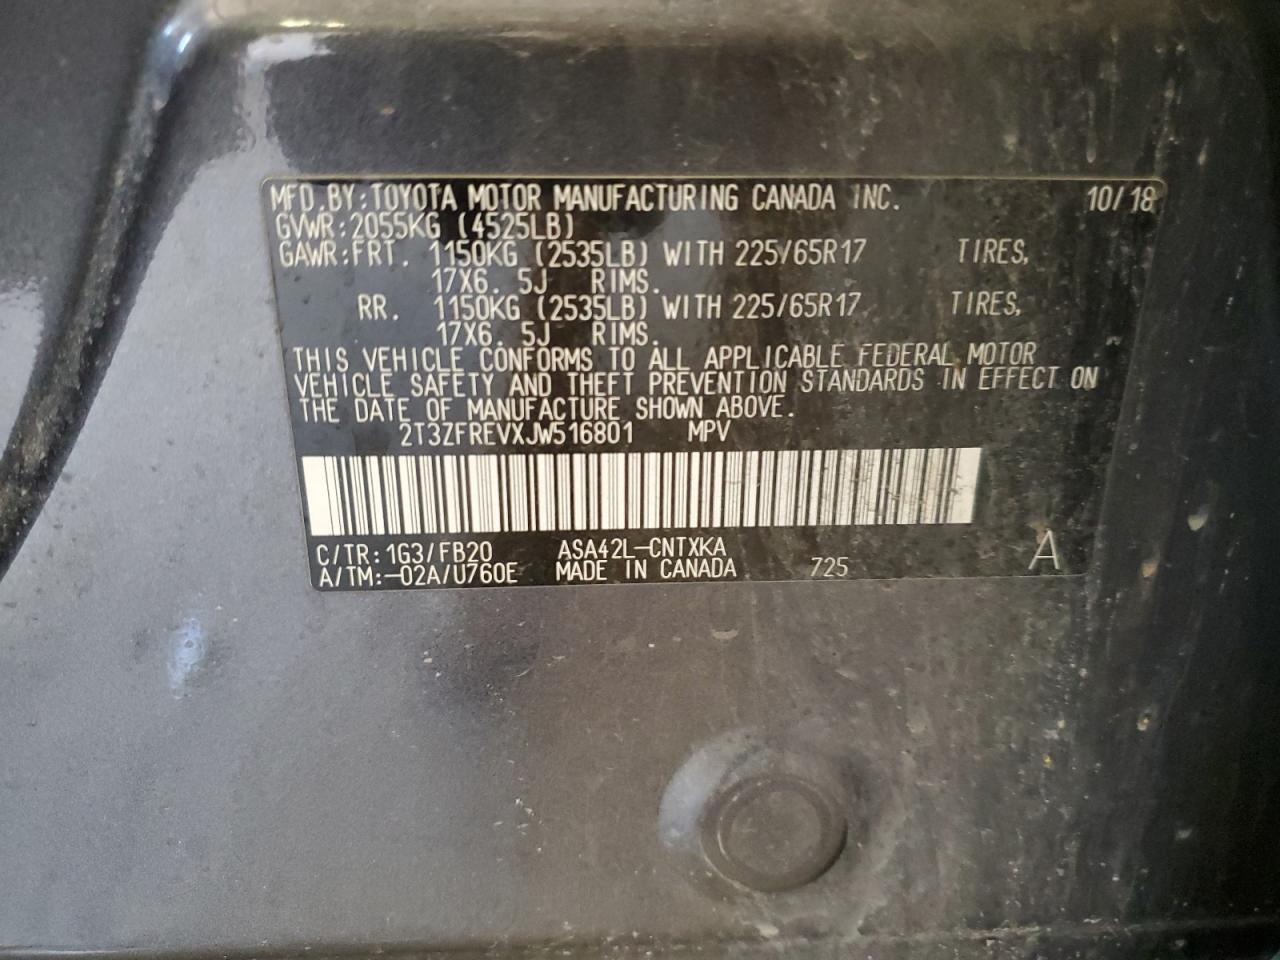 MFD.BY:TOYOTA MOTOR MANUFACTURING CANADA INC. 10/18
GVWR:2055KG (4525LB)
GAWR:FRT. 1150KG (2535LB) WITH 225/65R17 TIRES,
17X6.5J RIMS.
RR. 1150KG (2535LB) WITH 225/65R17 TIRES,
17X6.5J RIMS.
THIS VEHICLE CONFORMS TO ALL APPLICABLE FEDERAL MOTOR
VEHICLE SAFETY AND THEFT PREVENTION STANDARDS IN EFFECT ON
THE DATE OF MANUFACTURE SHOWN ABOVE.
2T3ZFREVXJW516801 MPV
C/TR:1G3/FB20 ASA42L-CNTXKA
A/TM:-02A/U760E MADE IN CANADA 725 A